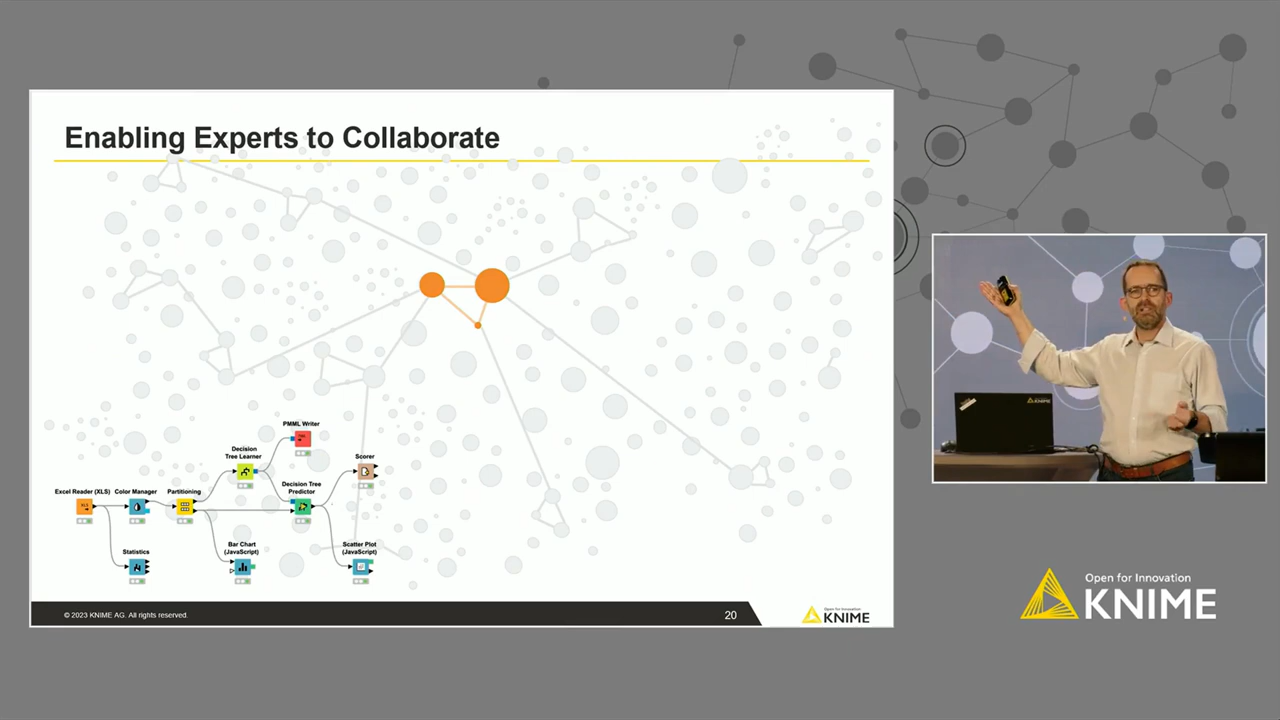 Enabling Experts to Collaborate
PMML Writer
Decision
Tree Learner
Scorer
Excel Reader (XLS)
Color Manager
Partitioning
Decision Tree
Predictor
Statistics
Bar Chart
(JavaScript)
Scatter Plot
(JavaScript)
© 2023 KNIME AG. All rights reserved.
20
Open for Innovation
KNIME
KNIME
Open for Innovation
KNIME